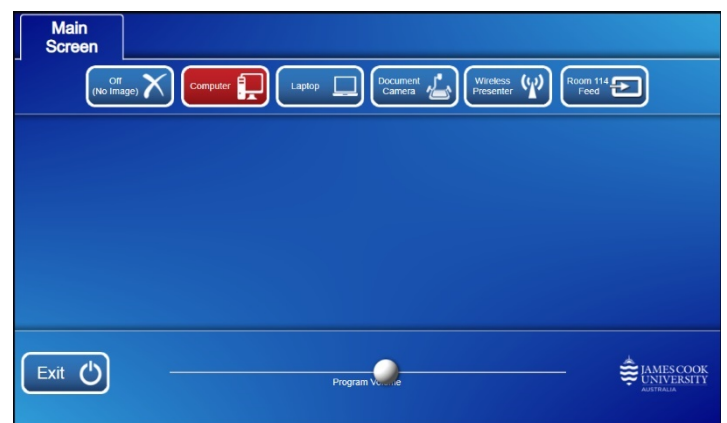 Main
Screen
Off
(No Image)
Computer
Laptop
Document
Camera
Wireless
Presenter
Room 114
Feed
Exit
Program Volume
JAMES COOK
UNIVERSITY
AUSTRALIA